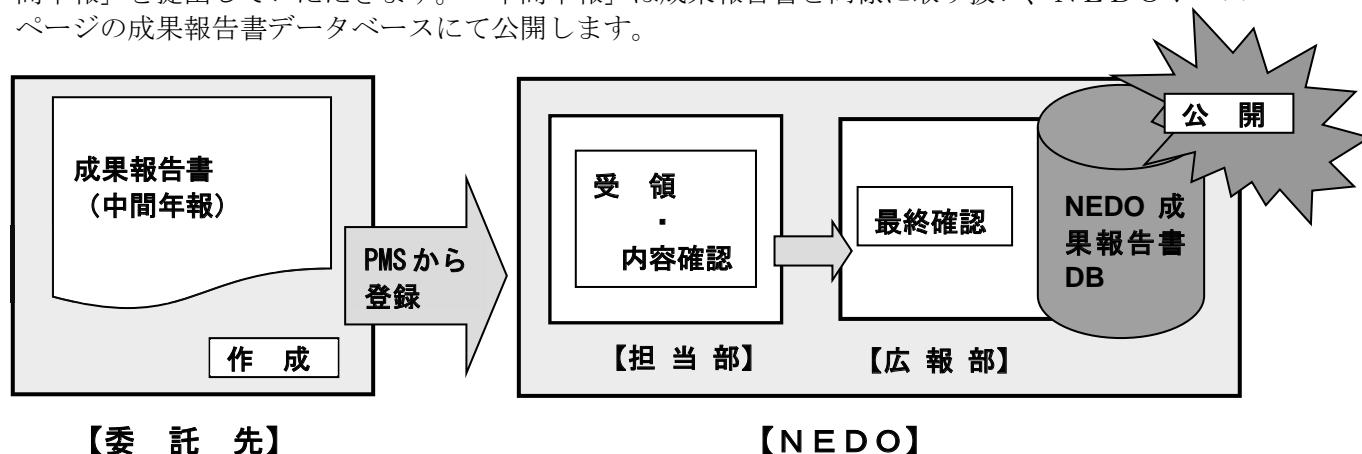 ページの成果報告書データベースにて公開します。
公　開
成果報告書
（中間年報）
受　領
・
内容確認
最終確認
NEDO 成
果報告書
DB
PMSから
登録
作　成
【担 当 部】
【広 報 部】
【委　託　先】
【ＮＥＤＯ】